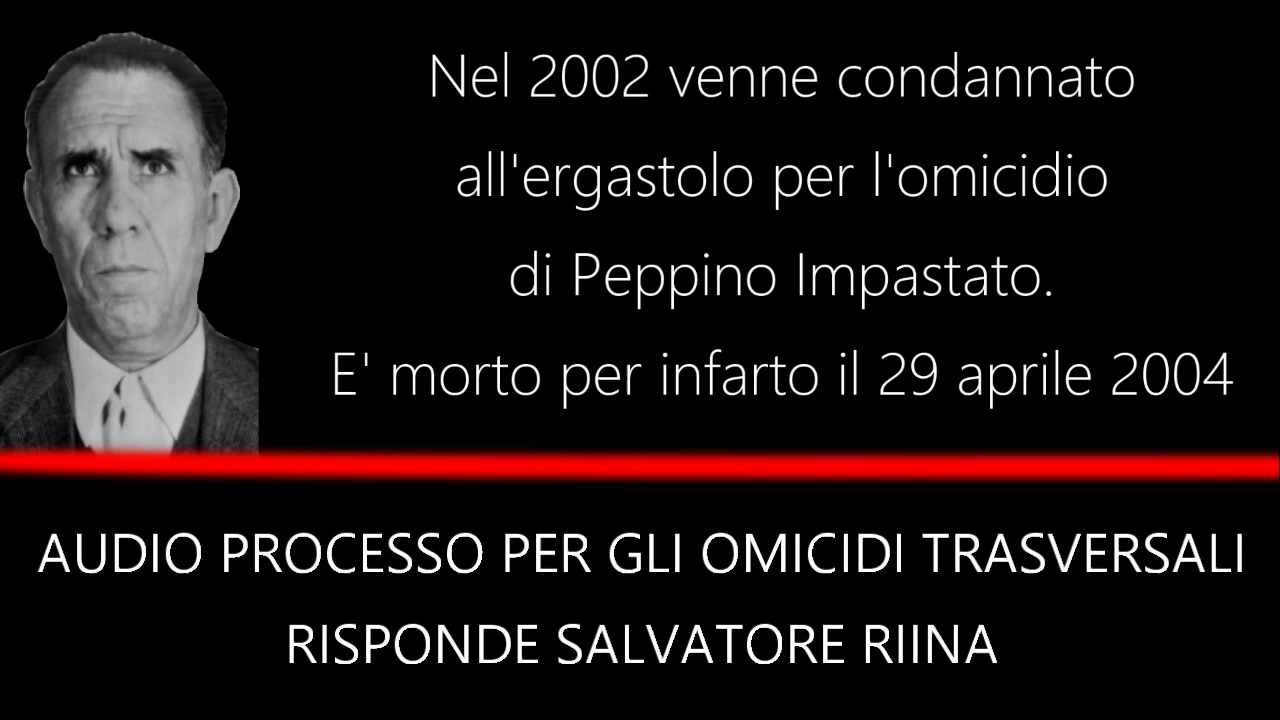 Nel 2002 venne condannato
all'ergastolo per l'omicidio
di Peppino Impastato.
E' morto per infarto il 29 aprile 2004
AUDIO PROCESSO PER GLI OMICIDI TRASVERSALI
RISPONDE SALVATORE RIINA